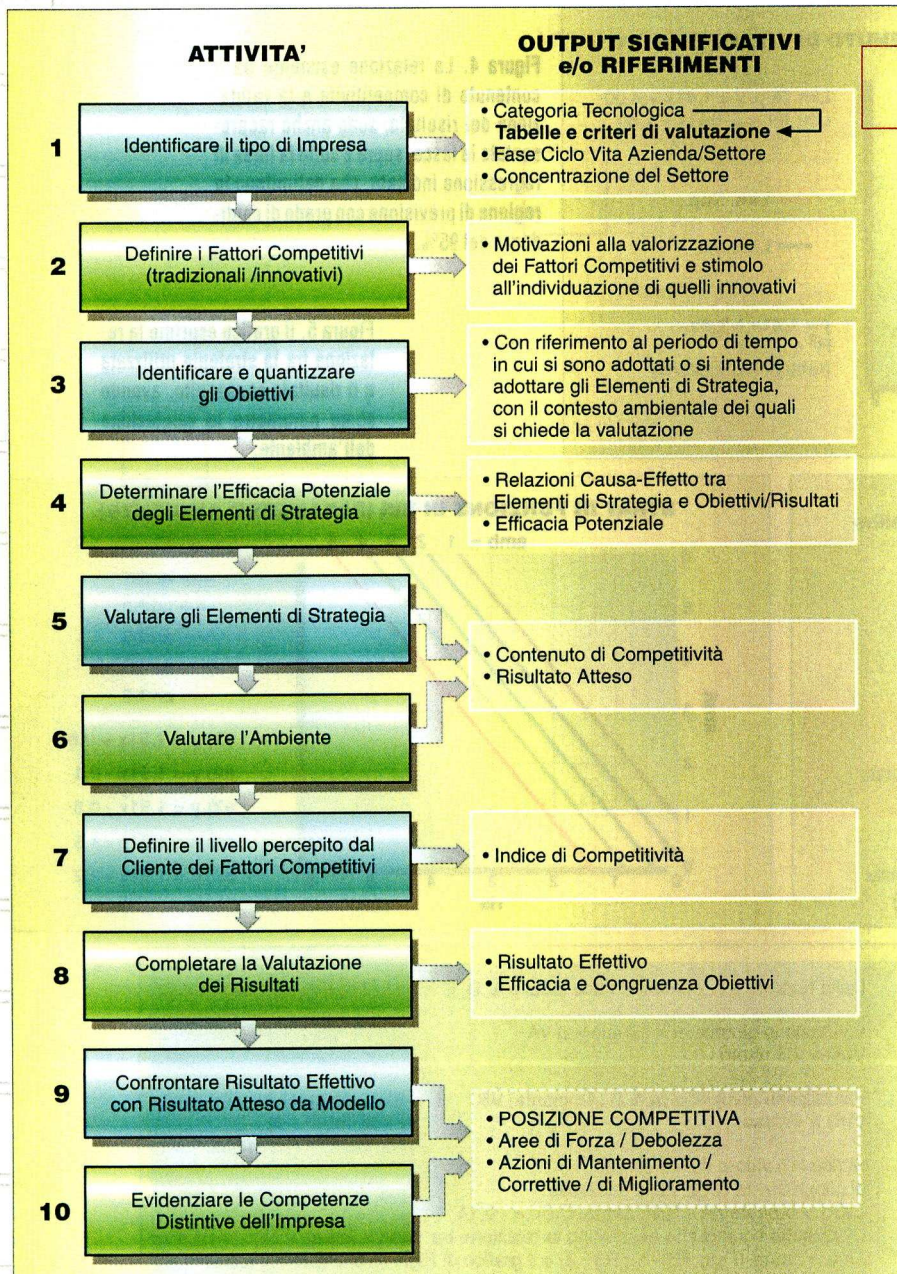 ATTIVITA'
OUTPUT SIGNIFICATIVI
e/o RIFERIMENTI
1
Identificare il tipo di Impresa
• Categoria Tecnologica
Tabelle e criteri di valutazione
• Fase Ciclo Vita Azienda/Settore
• Concentrazione del Settore
2
Definire i Fattori Competitivi
(tradizionali /innovativi)
• Motivazioni alla valorizzazione
dei Fattori Competitivi e stimolo
all'individuazione di quelli innovativi
3
Identificare e quantizzare
gli Obiettivi
• Con riferimento al periodo di tempo
in cui si sono adottati o si intende
adottare gli Elementi di Strategia,
con il contesto ambientale dei quali
si chiede la valutazione
4
Determinare l'Efficacia Potenziale
degli Elementi di Strategia
• Relazioni Causa-Effetto tra
Elementi di Strategia e Obiettivi/Risultati
• Efficacia Potenziale
5
Valutare gli Elementi di Strategia
6
Valutare l'Ambiente
• Contenuto di Competitività
• Risultato Atteso
7
Definire il livello percepito dal
Cliente dei Fattori Competitivi
• Indice di Competitività
8
Completare la Valutazione
dei Risultati
• Risultato Effettivo
• Efficacia e Congruenza Obiettivi
9
Confrontare Risultato Effettivo
con Risultato Atteso da Modello
10
Evidenziare le Competenze
Distintive dell'Impresa
• POSIZIONE COMPETITIVA
• Aree di Forza / Debolezza
• Azioni di Mantenimento /
Correttive / di Miglioramento